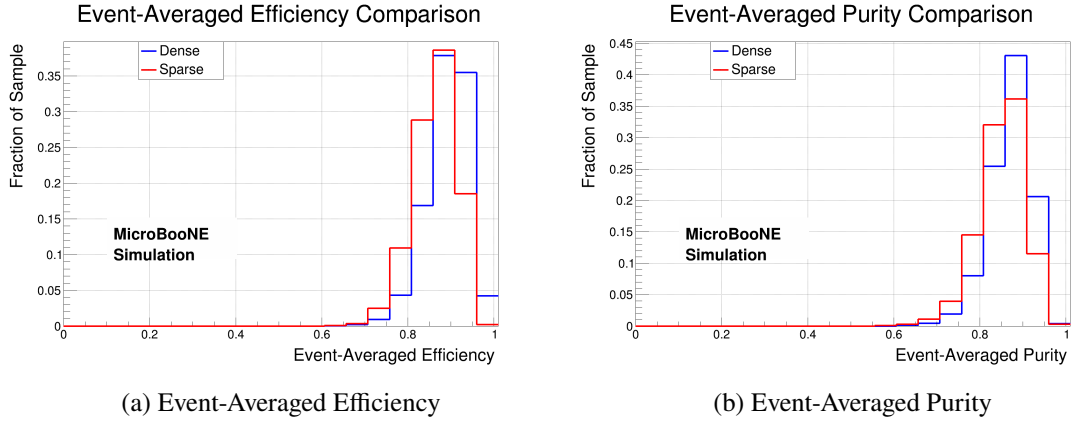 Event-Averaged Efficiency Comparison
Fraction of Sample
0.35
0.3
0.25
0.2
0.15
0.1
0.05
0
Dense
Sparse
MicroBooNE
Simulation
0 0.2 0.4 0.6 0.8 1
Event-Averaged Efficiency
(a) Event-Averaged Efficiency
Event-Averaged Purity Comparison
Fraction of Sample
0.45
0.4
0.35
0.3
0.25
0.2
0.15
0.1
0.05
0
Dense
Sparse
MicroBooNE
Simulation
0 0.2 0.4 0.6 0.8 1
Event-Averaged Purity
(b) Event-Averaged Purity